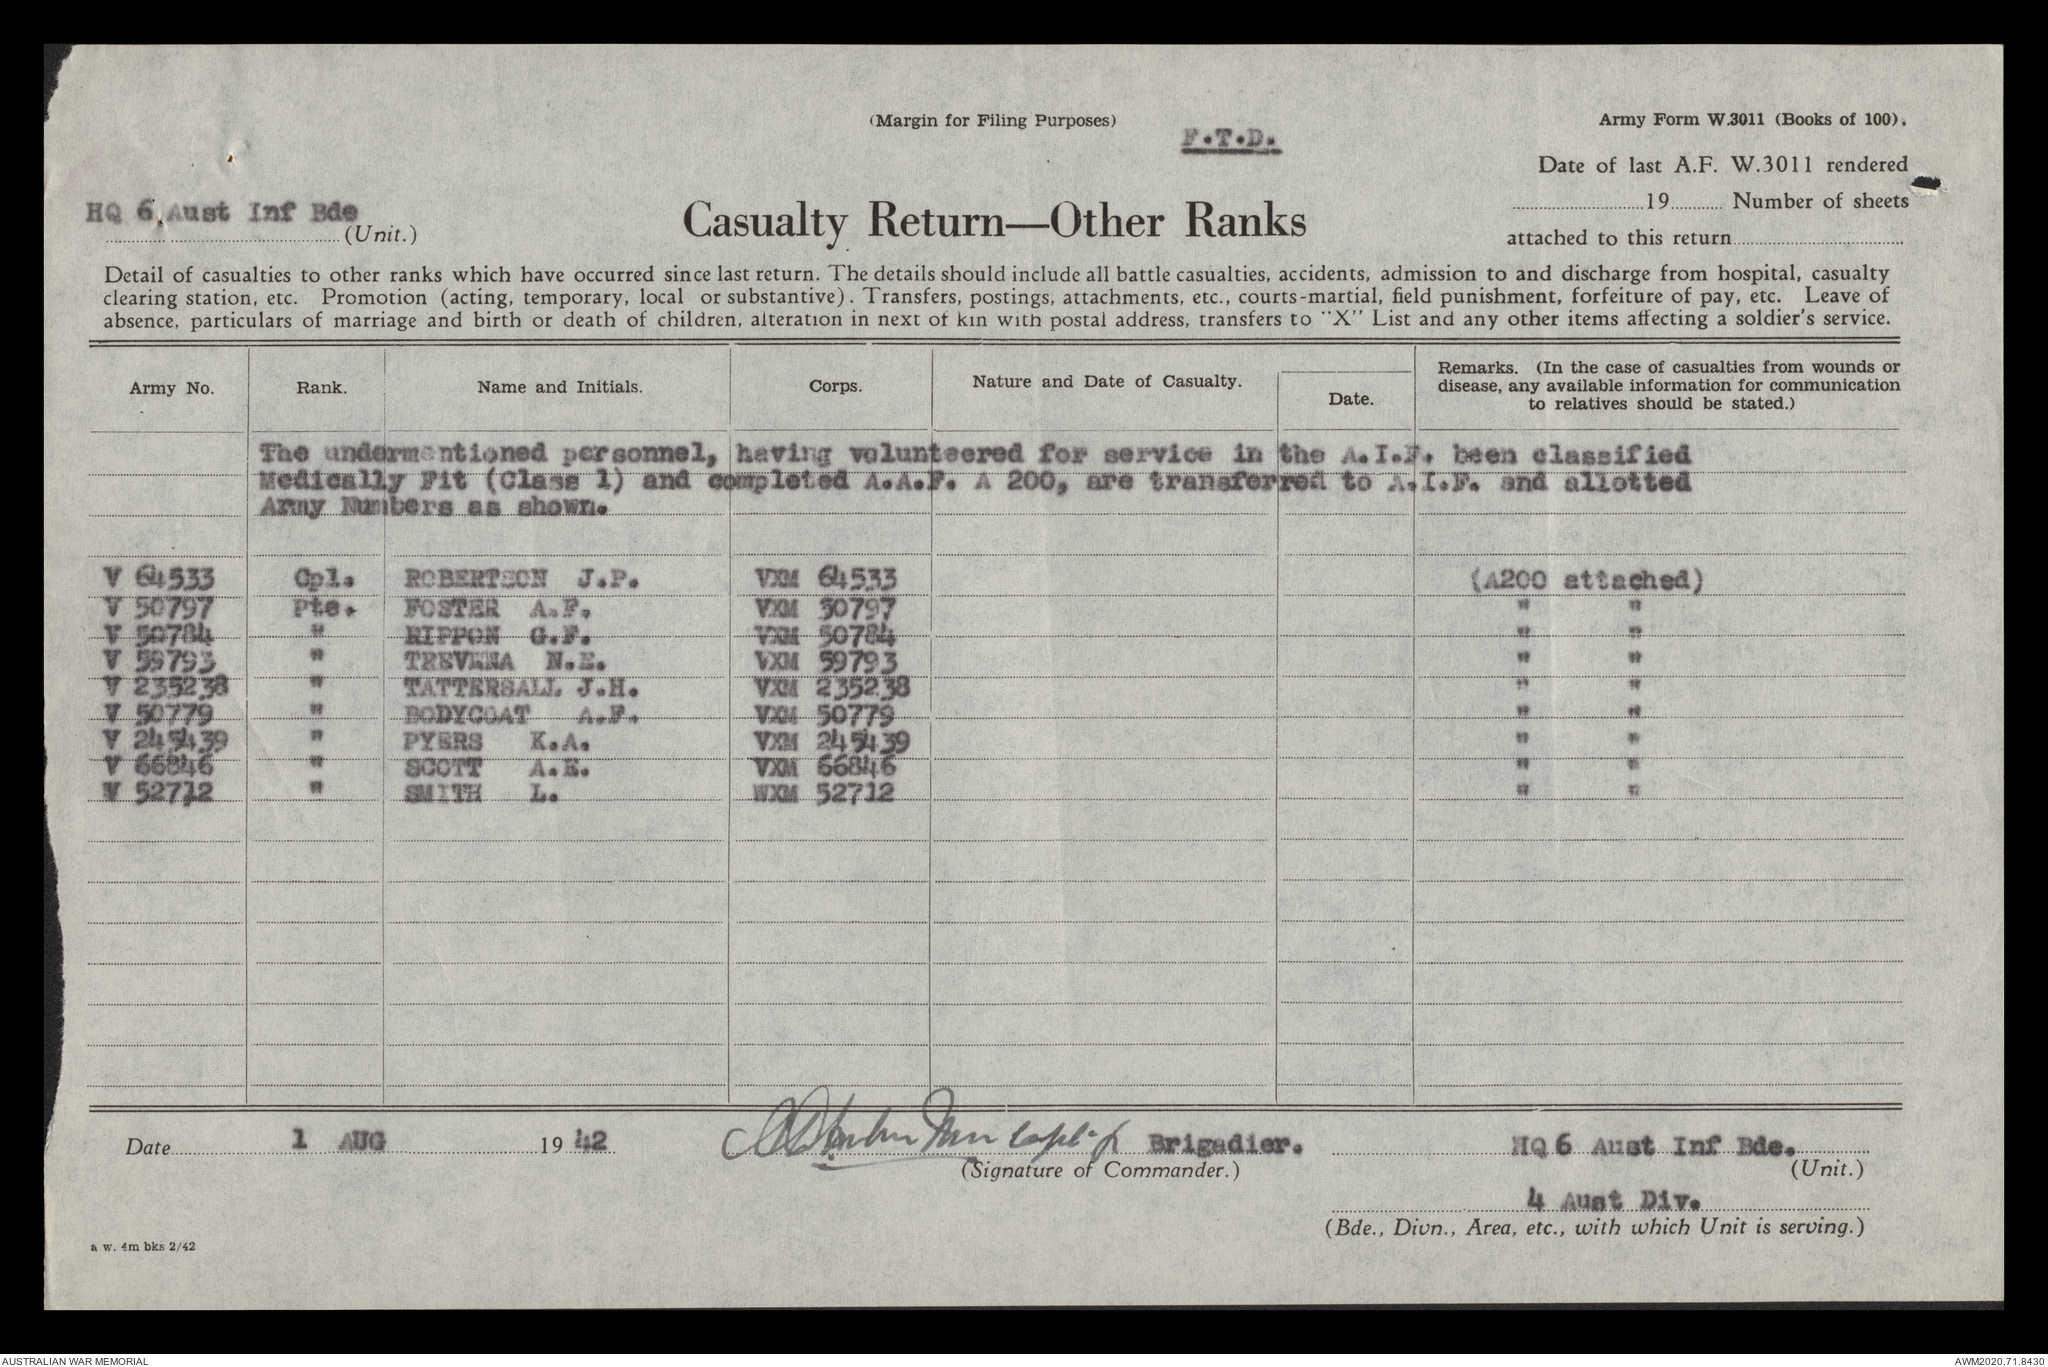 (Margin for Filing Purposes)
F.T.D.
Army Form W.3011 (Books of 100).
Date of last A.F. W.3011 rendered
19 Number of sheets
attached to this return
HQ 6 Aust Inf Bde
(Unit.)
Casualty Return—Other Ranks
Detail of casualties to other ranks which have occurred since last return. The details should include all battle casualties, accidents, admission to and discharge from hospital, casualty
clearing station, etc. Promotion (acting, temporary, local or substantive). Transfers, postings, attachments, etc., courts-martial, field punishment, forfeiture of pay, etc. Leave of
absence, particulars of marriage and birth or death of children, alteration in next of kin with postal address, transfers to "X" List and any other items affecting a soldier's service.
Army No. Rank. Name and Initials. Corps. Nature and Date of Casualty. Date. Remarks. (In the case of casualties from wounds or
disease, any available information for communication
to relatives should be stated.)
The undermentioned personnel, having volunteered for service in the A.I.F. been classified
Medically Fit (Class 1) and completed A.A.F. A 200, are transferred to A.I.F. and allotted
Army Numbers as shown.
V 64533 Cpl. ROBERTSON J.P. VXM 64533 (A200 attached)
V 50797 Pte. FOSTER A.F. VXM 50797 " "
V 50784 " RIPPON G.F. VXM 50784 " "
V 59793 " TREVENA N.E. VXM 59793 " "
V 235238 " TATTERSALL J.H. VXM 235238 " "
V 50779 " BODYCOAT A.F. VXM 50779 " "
V 245439 " PYERS K.A. VXM 245439 " "
V 66846 " SCOTT A.E. VXM 66846 " "
W 52712 " SMITH L. WXM 52712 " "
Date 1 AUG 19 42
Capt. f Brigadier.
(Signature of Commander.)
HQ 6 Aust Inf Bde.
(Unit.)
4 Aust Div.
(Bde., Divn., Area, etc., with which Unit is serving.)
a w. 4m bks 2/42
AUSTRALIAN WAR MEMORIAL
AWM2020.71.8430